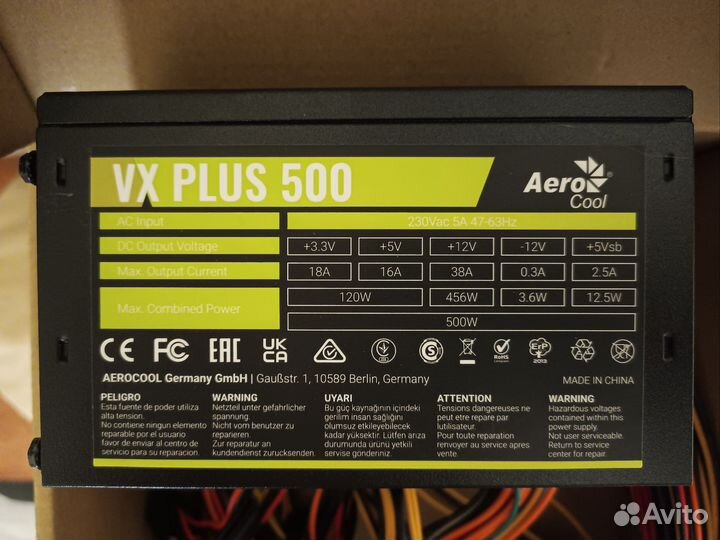 VX PLUS 500
Aero Cool
AC Input 230Vac 5A 47-63Hz
DC Output Voltage +3.3V +5V +12V -12V +5Vsb
Max. Output Current 18A 16A 38A 0.3A 2.5A
Max. Combined Power 120W 456W 3.6W 12.5W
500W
CE FC EAC UKCA RoHS ErP 2013
AEROCOOL Germany GmbH | Gaußstr. 1, 10589 Berlin, Germany
MADE IN CHINA
PELIGRO
Esta fuente de poder utiliza
alta tension.
No contiene ningun elemento
reparable por el usuario
favor de enviar al centro de
servicio para su reparacion.
WARNING
Netzteil unter gefahrlicher
spannung.
Nicht vom benutzer zu
reparieren.
Zur reparatur an
kundendienst zurucksenden.
UYARI
Bu güç kaynağının içindeki
gerilim insan sağlığını
olumsuz etkileyebilecek
kadar yüksektir. Lütfen arıza
durumunda ürünü yetkili
servise gönderiniz.
ATTENTION
Tensions dangereuses ne
peut etre repare par
lutilisateur.
Pour toute reparation
renvoyer au service apres
vente.
WARNING
Hazardous voltages
contained within this
power supply.
Not user serviceable.
Return to service
center for repair.
Avito